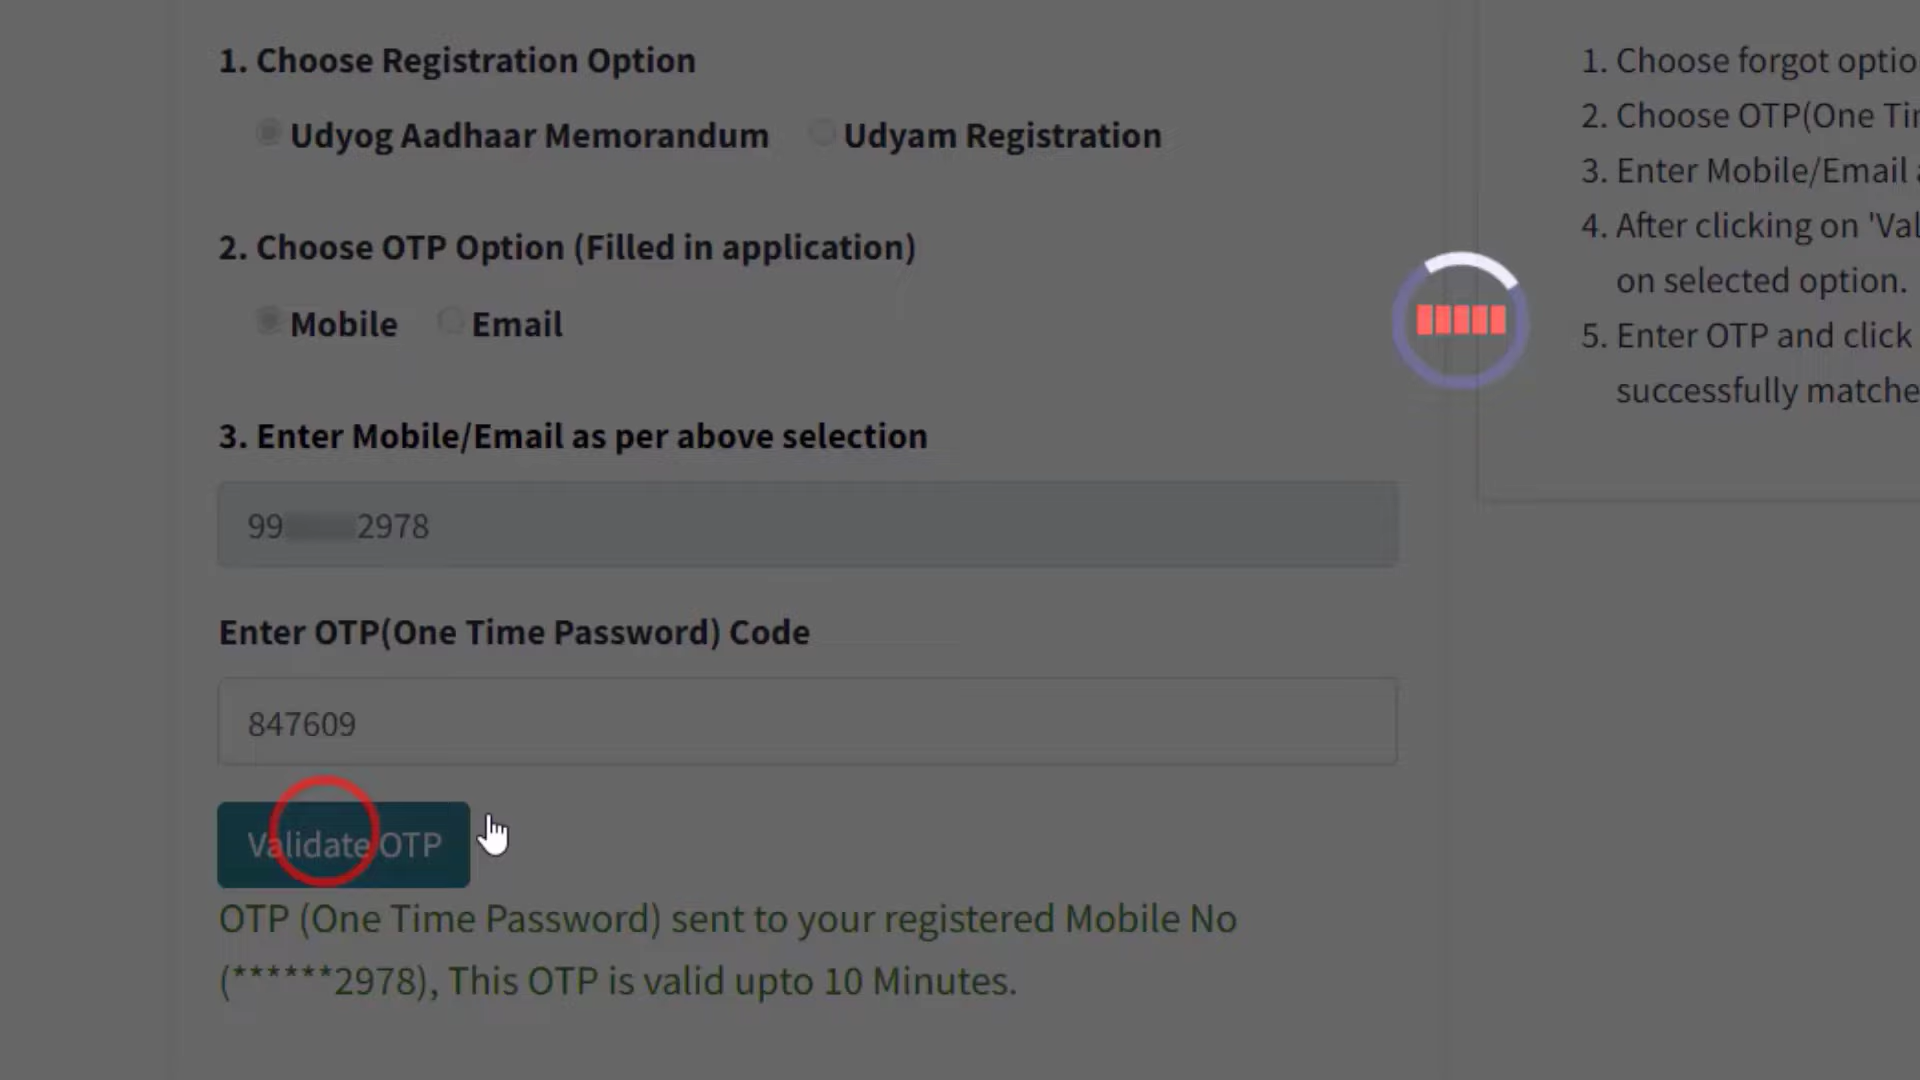 1. Choose Registration Option
Udyog Aadhaar Memorandum Udyam Registration
2. Choose OTP Option (Filled in application)
Mobile Email
3. Enter Mobile/Email as per above selection
99 2978
Enter OTP(One Time Password) Code
847609
Validate OTP
OTP (One Time Password) sent to your registered Mobile No
(******2978), This OTP is valid upto 10 Minutes.
1. Choose forgot optio
2. Choose OTP(One Tim
3. Enter Mobile/Email
4. After clicking on 'Val
on selected option.
5. Enter OTP and click
successfully matche